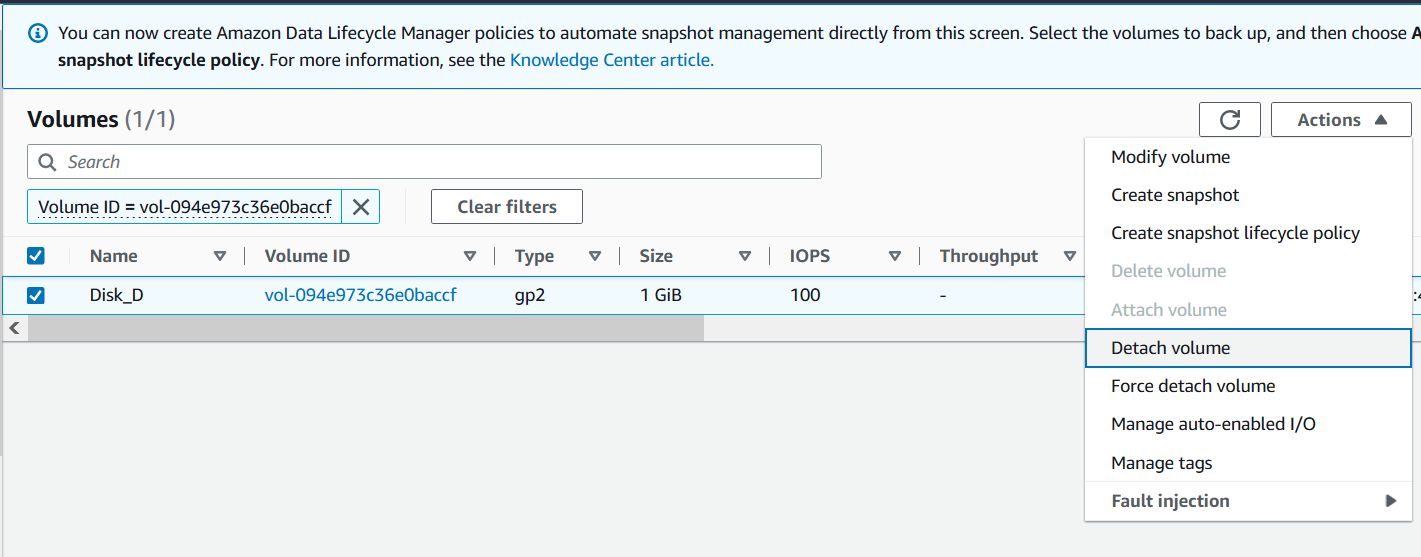 You can now create Amazon Data Lifecycle Manager policies to automate snapshot management directly from this screen. Select the volumes to back up, and then choose A
snapshot lifecycle policy. For more information, see the Knowledge Center article.
Volumes (1/1)
Actions
Search
Volume ID = vol-094e973c36e0baccf
Clear filters
Name Volume ID Type Size IOPS Throughput
Disk_D vol-094e973c36e0baccf gp2 1 GiB 100 -
Modify volume
Create snapshot
Create snapshot lifecycle policy
Delete volume
Attach volume
Detach volume
Force detach volume
Manage auto-enabled I/O
Manage tags
Fault injection